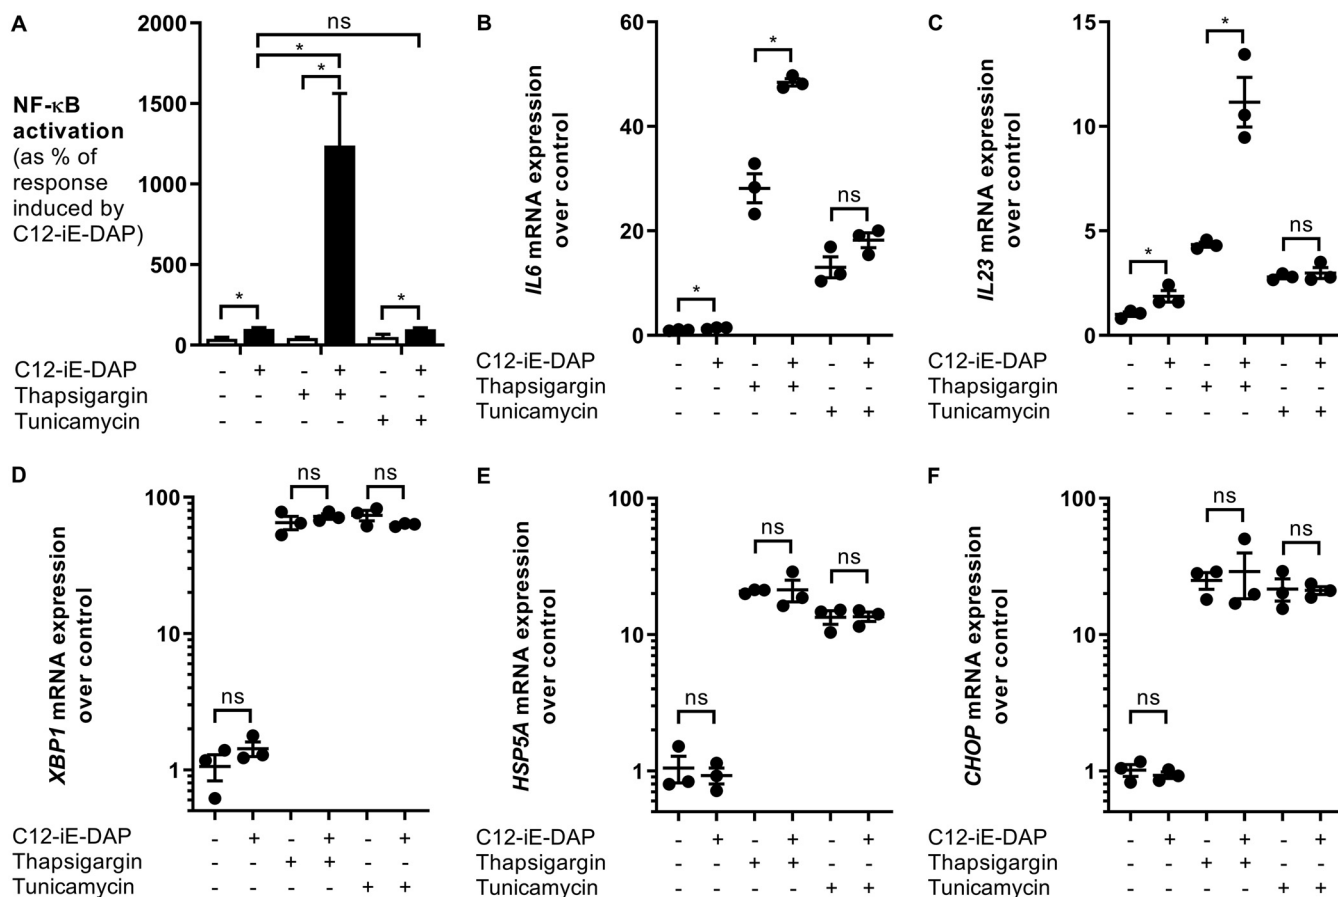 A
NF-κB
activation
(as % of
response
induced by
C12-iE-DAP)
2000
1500
1000
500
0
ns
*
*
*
*
C12-iE-DAP - + - + - +
Thapsigargin - - + + - -
Tunicamycin - - - - + +
B
IL6 mRNA expression
over control
60
40
20
0
*
*
ns
C12-iE-DAP - + - + - +
Thapsigargin - - + + - -
Tunicamycin - - - - + +
C
IL23 mRNA expression
over control
15
10
5
0
*
*
ns
C12-iE-DAP - + - + - +
Thapsigargin - - + + - -
Tunicamycin - - - - + +
D
XBP1 mRNA expression
over control
100
10
1
ns
ns
ns
C12-iE-DAP - + - + - +
Thapsigargin - - + + - -
Tunicamycin - - - - + +
E
HSP5A mRNA expression
over control
100
10
1
ns
ns
ns
C12-iE-DAP - + - + - +
Thapsigargin - - + + - -
Tunicamycin - - - - + +
F
CHOP mRNA expression
over control
100
10
1
ns
ns
ns
C12-iE-DAP - + - + - +
Thapsigargin - - + + - -
Tunicamycin - - - - + +